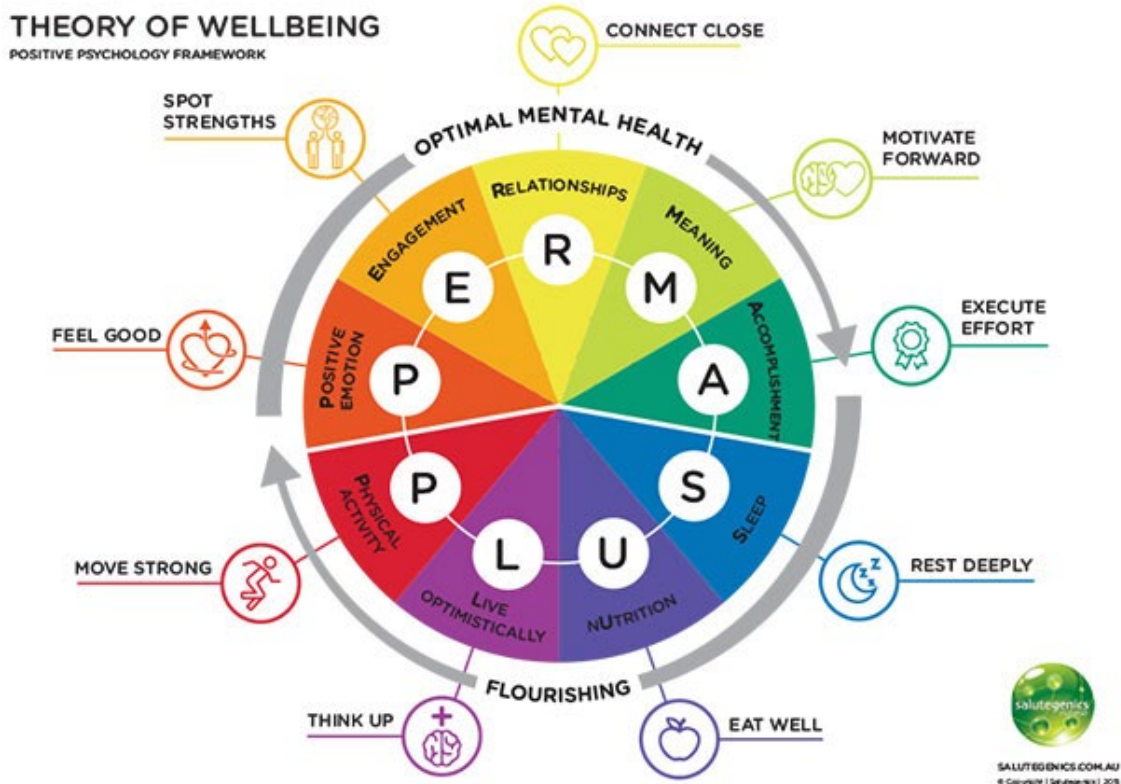 THEORY OF WELLBEING
POSITIVE PSYCHOLOGY FRAMEWORK
CONNECT CLOSE
SPOT
STRENGTHS
MOTIVATE
FORWARD
OPTIMAL MENTAL HEALTH
RELATIONSHIPS
ENGAGEMENT
MEANING
R
E
M
FEEL GOOD
POSITIVE
EMOTION
P
A
ACCOMPLISHMENT
EXECUTE
EFFORT
PHYSICAL
ACTIVITY
P
S
SLEEP
L
U
MOVE STRONG
LIVE
OPTIMISTICALLY
NUTRITION
z z
z
REST DEEPLY
FLOURISHING
THINK UP
+
EAT WELL
salutegenics
SALUTEGENICS.COM.AU